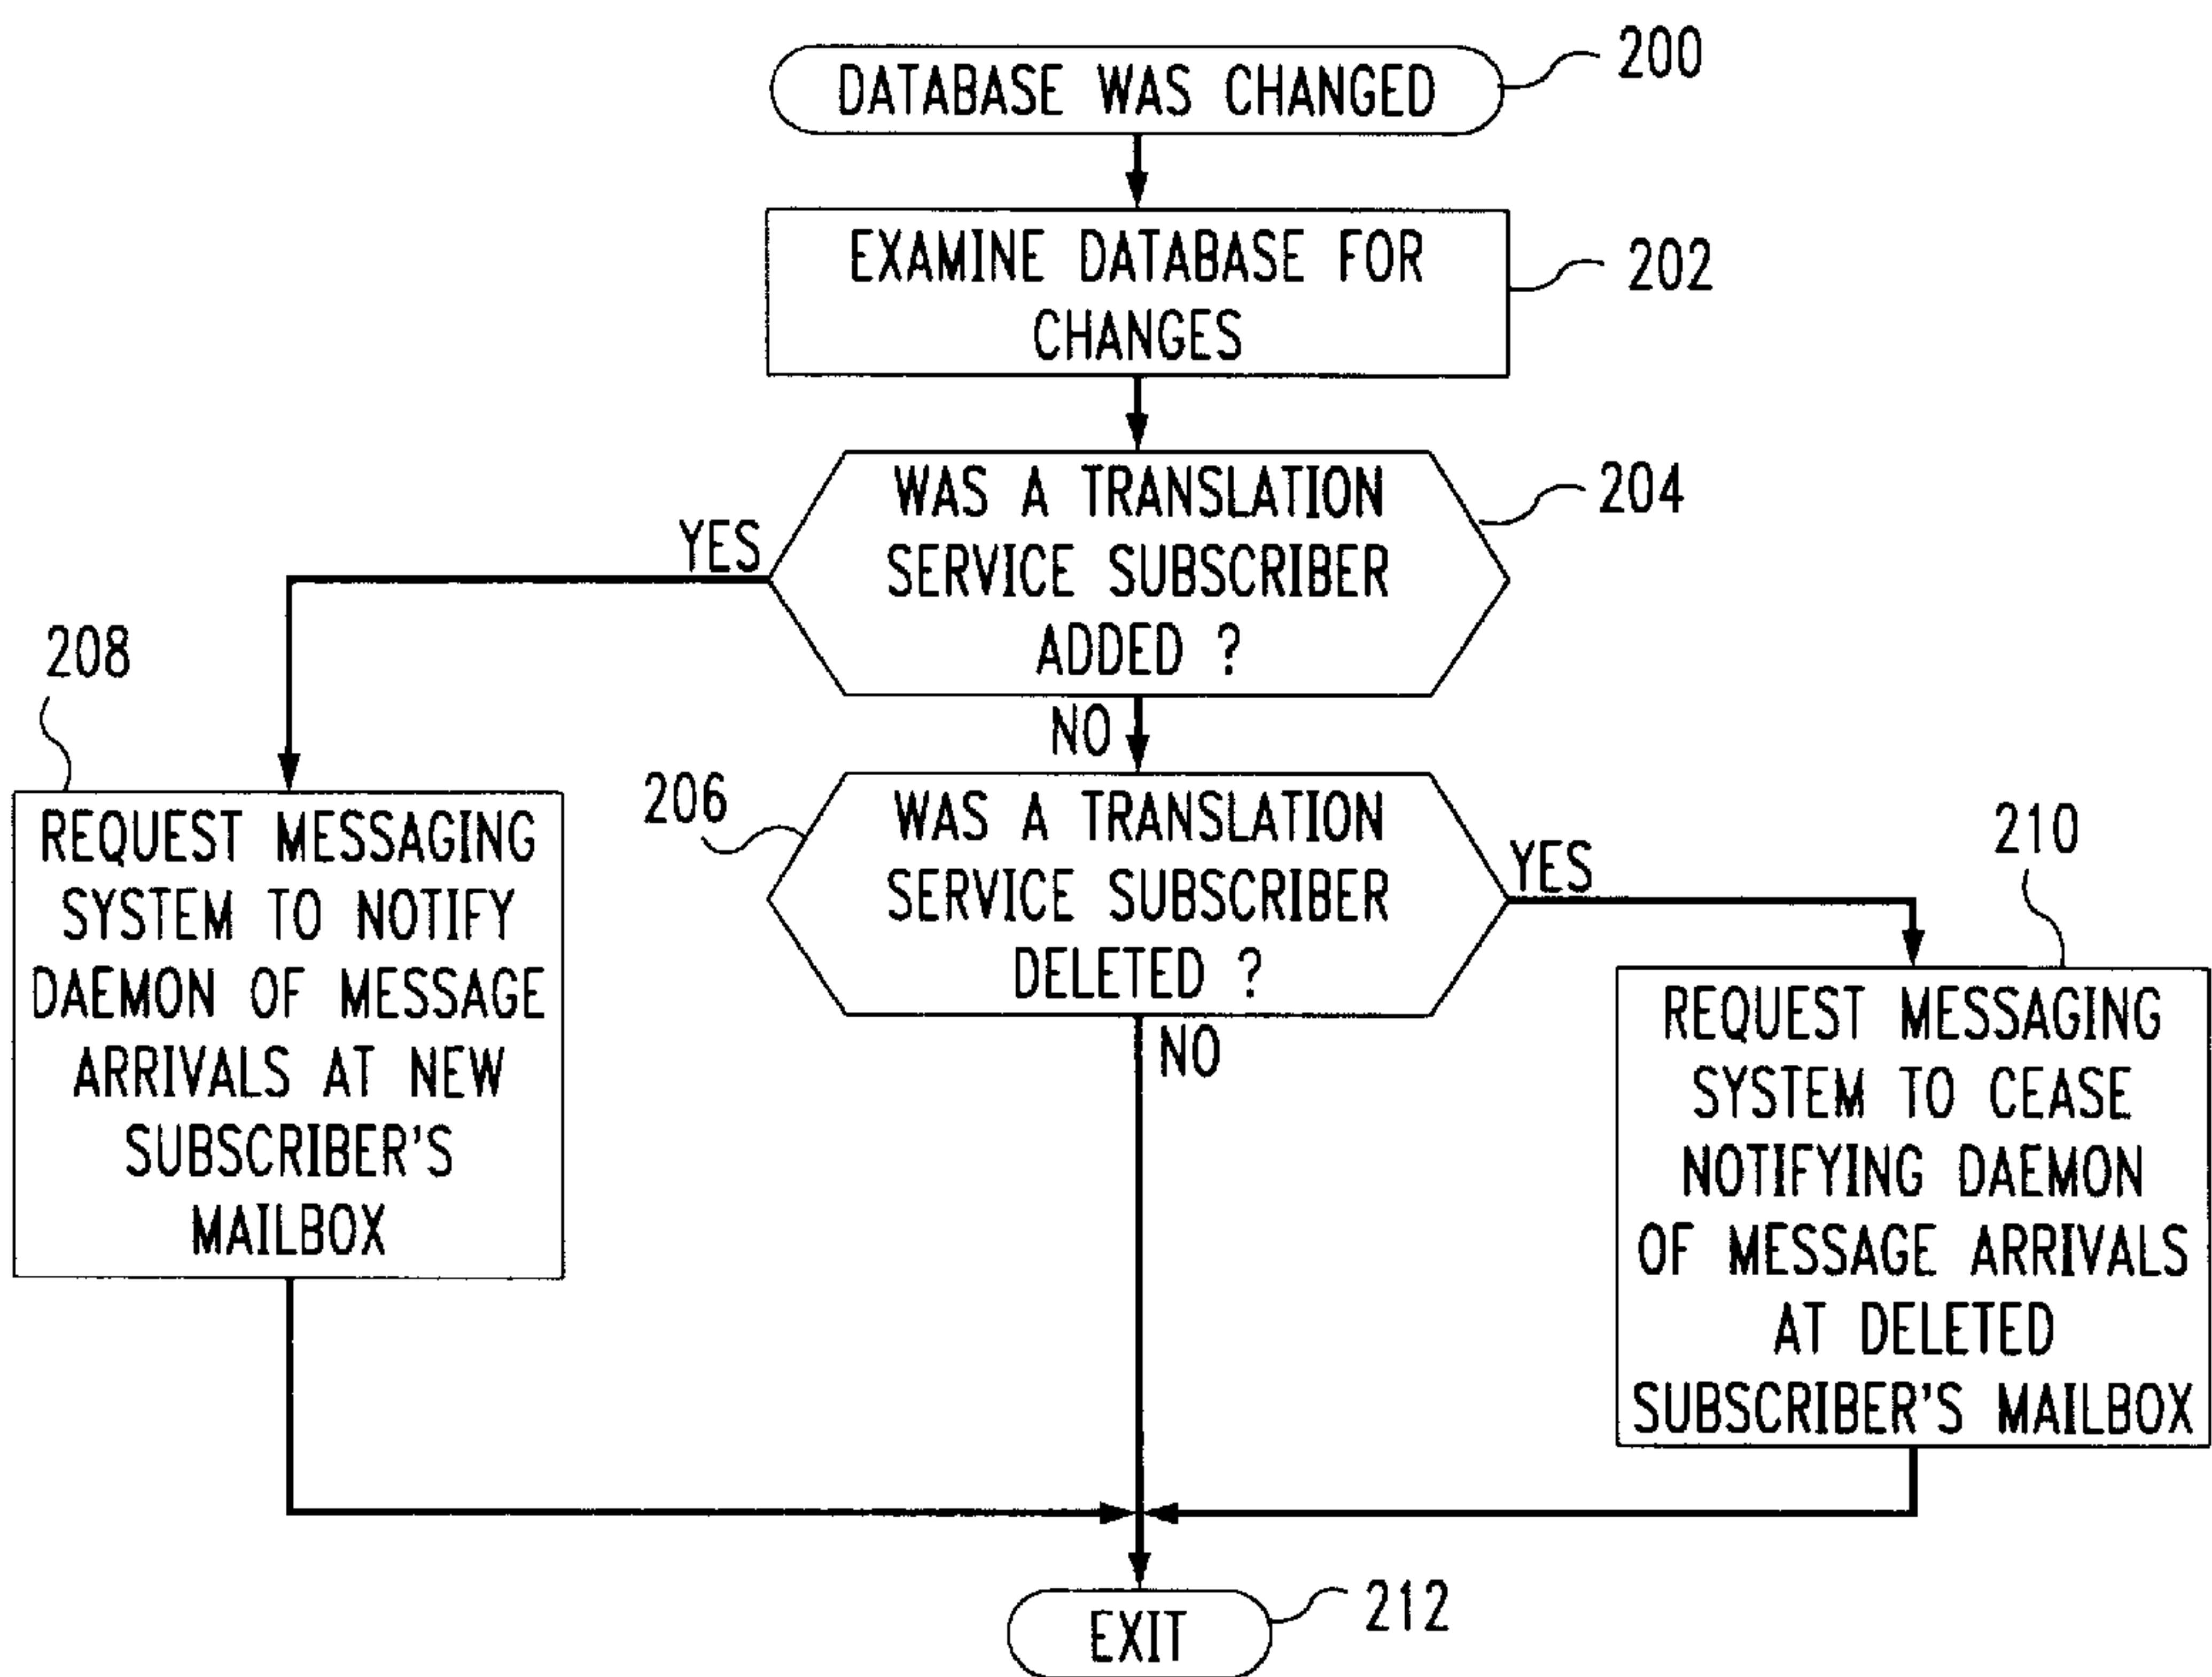 DATABASE WAS CHANGED
200
EXAMINE DATABASE FOR
CHANGES
202
WAS A TRANSLATION
SERVICE SUBSCRIBER
ADDED ?
204
YES
NO
208
REQUEST MESSAGING
SYSTEM TO NOTIFY
DAEMON OF MESSAGE
ARRIVALS AT NEW
SUBSCRIBER'S
MAILBOX
206
WAS A TRANSLATION
SERVICE SUBSCRIBER
DELETED ?
YES
NO
210
REQUEST MESSAGING
SYSTEM TO CEASE
NOTIFYING DAEMON
OF MESSAGE ARRIVALS
AT DELETED
SUBSCRIBER'S MAILBOX
EXIT
212